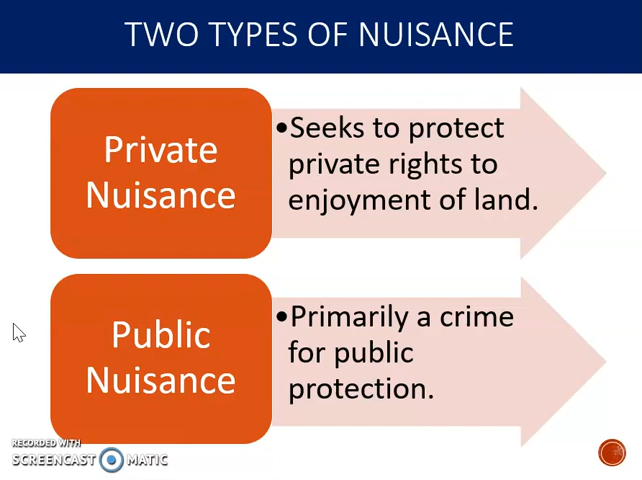 TWO TYPES OF NUISANCE
Private
Nuisance
•Seeks to protect
private rights to
enjoyment of land.
Public
Nuisance
•Primarily a crime
for public
protection.
RECORDED WITH
SCREENCAST MATIC